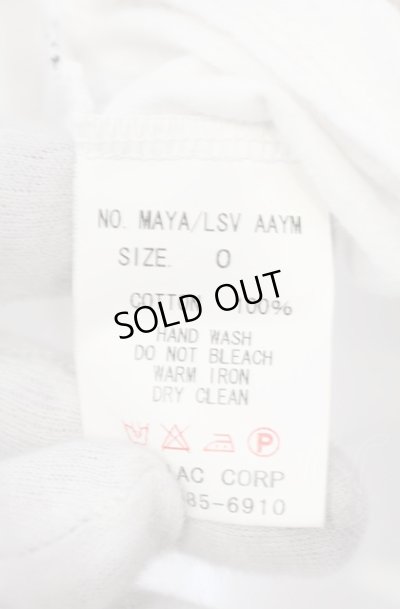 NO. MAYA/LSV AAYM
SIZE. 0
SOLD OUT
100%
HAND WASH
DO NOT BLEACH
WARM IRON
DRY CLEAN
P
CORP
85-6910